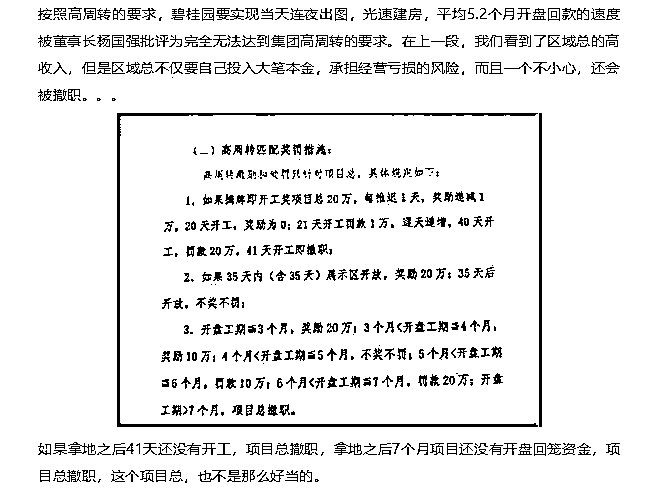 按照高周转的要求，碧桂园要实现当天连夜出图，光速建房，平均5.2个月开盘回款的速度
被董事长杨国强批评为完全无法达到集团高周转的要求。在上一段，我们看到了区域总的高
收入，但是区域总不仅要自己投入大笔本金，承担经营亏损的风险，而且一个不小心，还会
被撤职。。。
（二）高周转匹配奖罚措施：
高周转激励和处罚只针对项目总，具体规定如下：
1、如果摘牌即开工奖项目总20万，每推迟1天，奖励递减1
万，20天开工，奖励为0；21天开工罚款1万，逐天递增，40天开
工，罚款20万，41天开工即撤职；
2、如果35天内（含35天）展示区开放，奖励20万；35天后
开放，不奖不罚；
3、开盘工期≤3个月，奖励20万；3个月<开盘工期≤4个月，
奖励10万；4个月<开盘工期≤5个月，不奖不罚；5个月<开盘工期
≤6个月，罚款10万；6个月<开盘工期≤7个月，罚款20万；开盘
工期>7个月，项目总撤职。
如果拿地之后41天还没有开工，项目总撤职，拿地之后7个月项目还没有开盘回笼资金，项
目总撤职，这个项目总，也不是那么好当的。